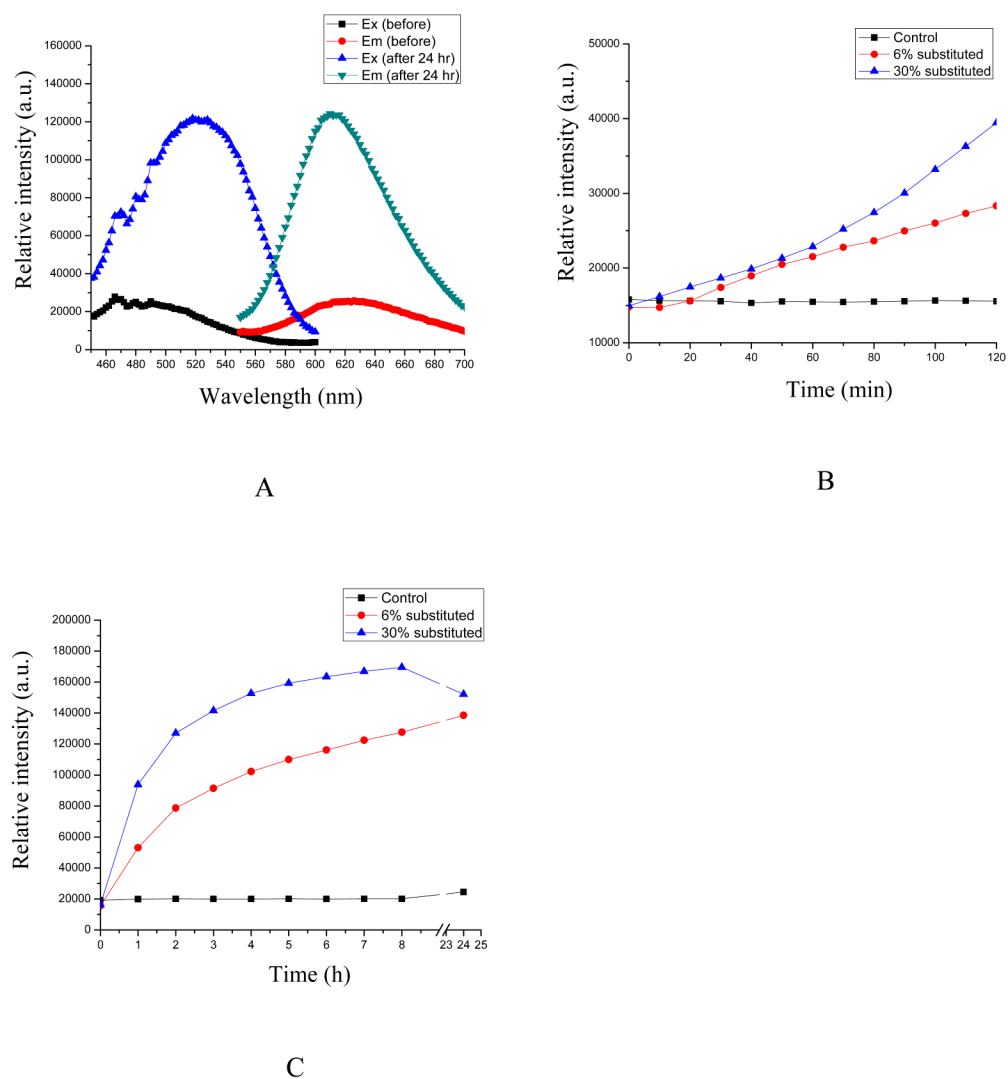 Ex (before)
Em (before)
Ex (after 24 hr)
Em (after 24 hr)
160000
140000
120000
100000
80000
60000
40000
20000
0
Relative intensity (a.u.)
460 480 500 520 540 560 580 600 620 640 660 680 700
Wavelength (nm)
A
Control
6% substituted
30% substituted
50000
40000
30000
20000
10000
Relative intensity (a.u.)
0 20 40 60 80 100 120
Time (min)
B
Control
6% substituted
30% substituted
200000
180000
160000
140000
120000
100000
80000
60000
40000
20000
0
Relative intensity (a.u.)
0 1 2 3 4 5 6 7 8 23 24 25
Time (h)
C